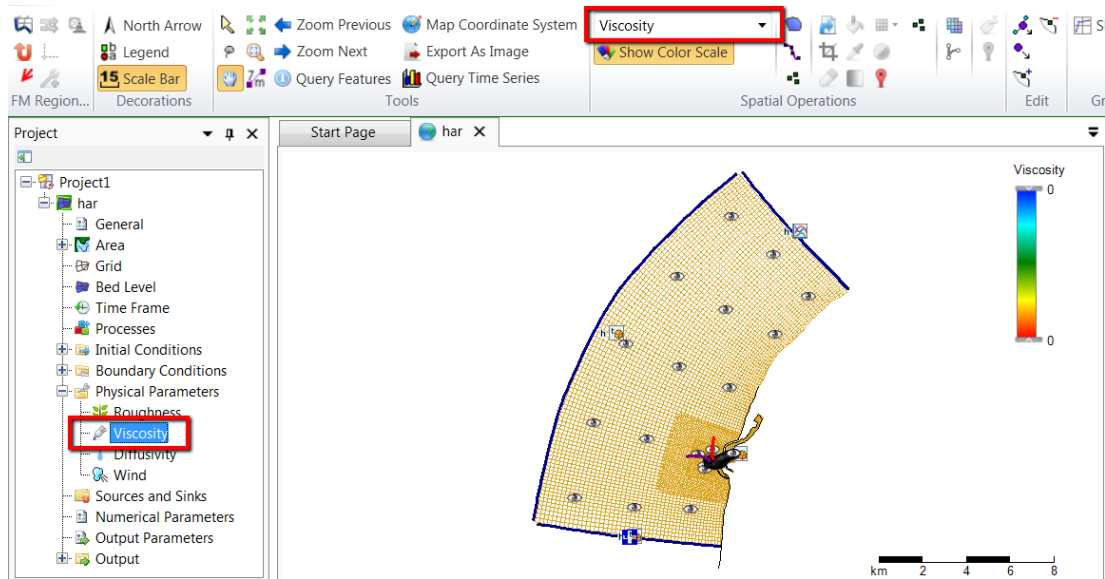 North Arrow
Zoom Previous
Map Coordinate System
Viscosity
Legend
Zoom Next
Export As Image
Show Color Scale
15 Scale Bar
Query Features
Query Time Series
FM Region...
Decorations
Tools
Spatial Operations
Edit
Gr
S
Project
Start Page
har
Project1
har
General
Area
Grid
Bed Level
Time Frame
Processes
Initial Conditions
Boundary Conditions
Physical Parameters
Roughness
Viscosity
Diffusivity
Wind
Sources and Sinks
Numerical Parameters
Output Parameters
Output
Viscosity
0
0
h
h
km 2 4 6 8